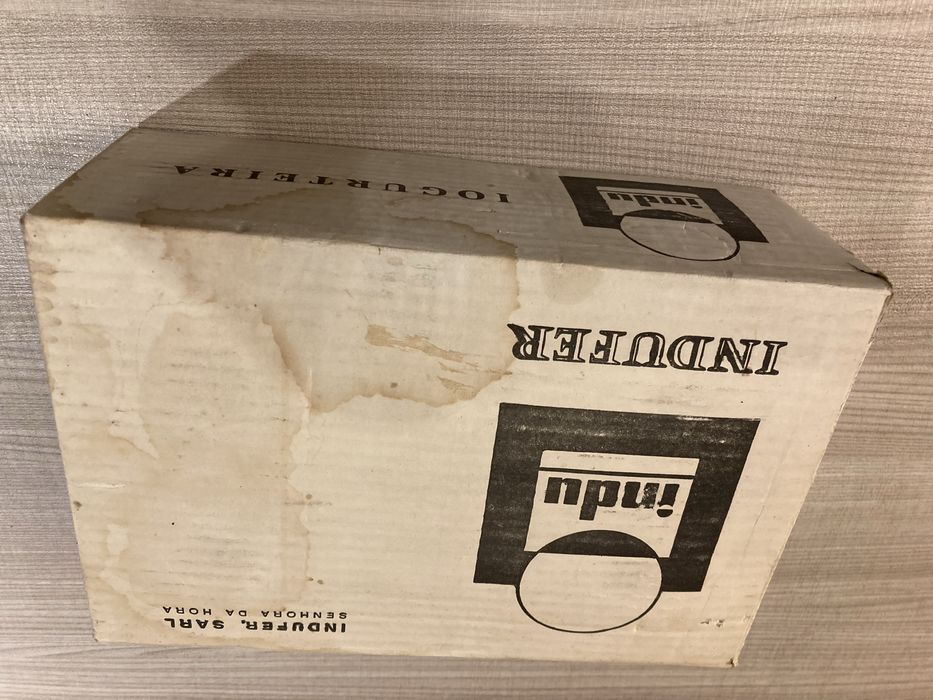 INDUFER, SARL
SENHORA DA HORA
indu
INDUFER
indu
IOGURTEIRA